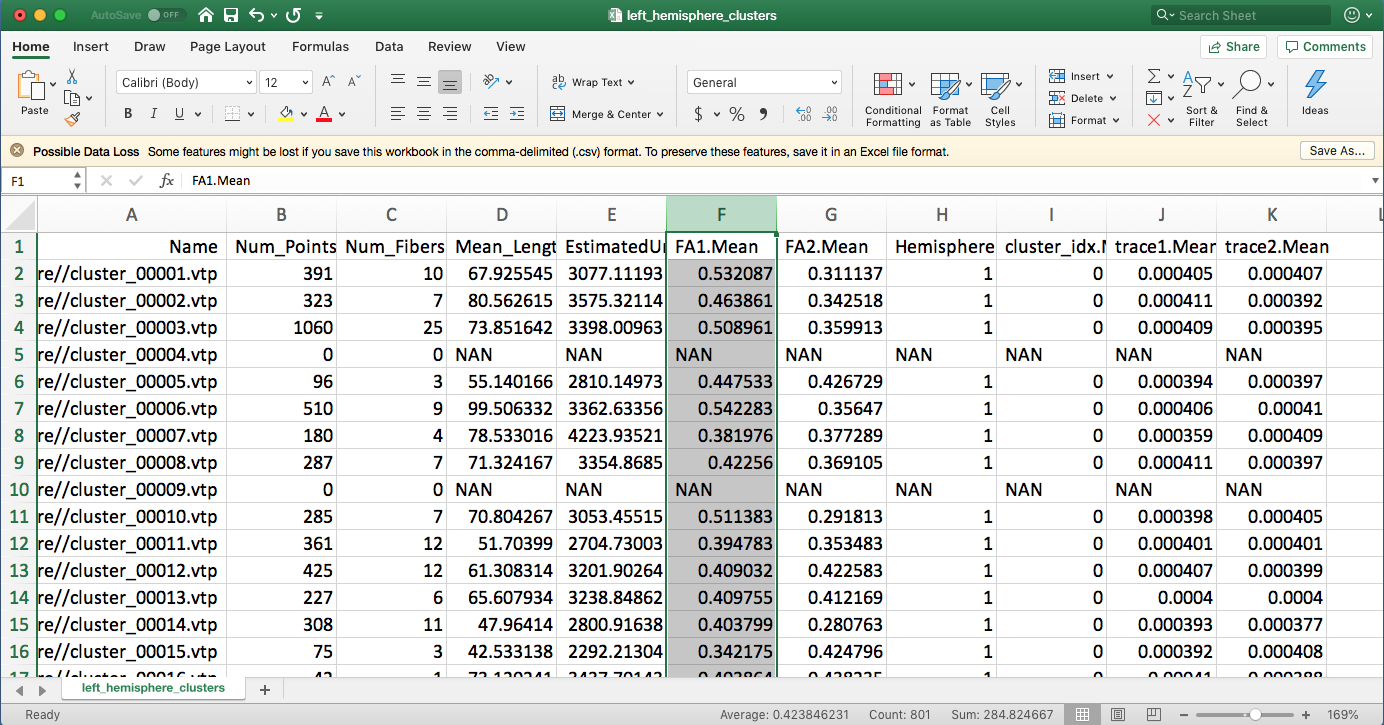 AutoSave OFF left_hemisphere_clusters Search Sheet
Home Insert Draw Page Layout Formulas Data Review View Share Comments
Paste Calibri (Body) 12 A A Wrap Text General Insert
B I U A Merge & Center $ % Conditional Formatting Format as Table Cell Styles Delete Format Sort & Filter Find & Select Ideas
Possible Data Loss Some features might be lost if you save this workbook in the comma-delimited (.csv) format. To preserve these features, save it in an Excel file format. Save As...
F1 fx FA1.Mean
A B C D E F G H I J K
1 Name Num_Points Num_Fibers Mean_Lengt EstimatedU FA1.Mean FA2.Mean Hemisphere cluster_idx. trace1.Mean trace2.Mean
2 re//cluster_00001.vtp 391 10 67.925545 3077.11193 0.532087 0.311137 1 0 0.000405 0.000407
3 re//cluster_00002.vtp 323 7 80.562615 3575.32114 0.463861 0.342518 1 0 0.000411 0.000392
4 re//cluster_00003.vtp 1060 25 73.851642 3398.00963 0.508961 0.359913 1 0 0.000409 0.000395
5 re//cluster_00004.vtp 0 0 NAN NAN NAN NAN NAN NAN NAN NAN
6 re//cluster_00005.vtp 96 3 55.140166 2810.14973 0.447533 0.426729 1 0 0.000394 0.000397
7 re//cluster_00006.vtp 510 9 99.506332 3362.63356 0.542283 0.35647 1 0 0.000406 0.00041
8 re//cluster_00007.vtp 180 4 78.533016 4223.93521 0.381976 0.377289 1 0 0.000359 0.000409
9 re//cluster_00008.vtp 287 7 71.324167 3354.8685 0.42256 0.369105 1 0 0.000411 0.000397
10 re//cluster_00009.vtp 0 0 NAN NAN NAN NAN NAN NAN NAN NAN
11 re//cluster_00010.vtp 285 7 70.804267 3053.45515 0.511383 0.291813 1 0 0.000398 0.000405
12 re//cluster_00011.vtp 361 12 51.70399 2704.73003 0.394783 0.353483 1 0 0.000401 0.000401
13 re//cluster_00012.vtp 425 12 61.308314 3201.90264 0.409032 0.422583 1 0 0.000407 0.000399
14 re//cluster_00013.vtp 227 6 65.607934 3238.84862 0.409755 0.412169 1 0 0.0004 0.0004
15 re//cluster_00014.vtp 308 11 47.96414 2800.91638 0.403799 0.280763 1 0 0.000393 0.000377
16 re//cluster_00015.vtp 75 3 42.533138 2292.21304 0.342175 0.424796 1 0 0.000392 0.000408
left_hemisphere_clusters +
Ready Average: 0.423846231 Count: 801 Sum: 284.824667 169%